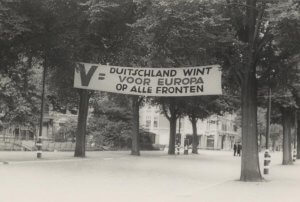 V= DUITSCHLAND WINT
VOOR EUROPA
OP ALLE FRONTEN